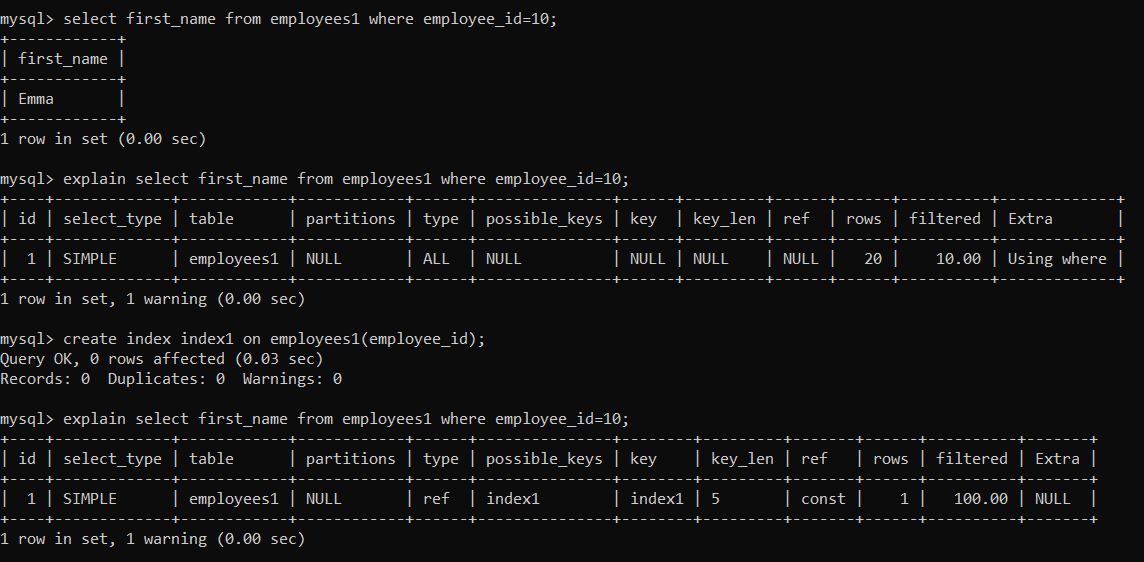 mysql> select first_name from employees1 where employee_id=10;
+------------+
| first_name |
+------------+
| Emma       |
+------------+
1 row in set (0.00 sec)

mysql> explain select first_name from employees1 where employee_id=10;
+----+-------------+------------+------------+------+---------------+------+---------+------+------+----------+-------------+
| id | select_type | table      | partitions | type | possible_keys | key  | key_len | ref  | rows | filtered | Extra       |
+----+-------------+------------+------------+------+---------------+------+---------+------+------+----------+-------------+
|  1 | SIMPLE      | employees1 | NULL       | ALL  | NULL          | NULL | NULL    | NULL |   20 |    10.00 | Using where |
+----+-------------+------------+------------+------+---------------+------+---------+------+------+----------+-------------+
1 row in set, 1 warning (0.00 sec)

mysql> create index index1 on employees1(employee_id);
Query OK, 0 rows affected (0.03 sec)
Records: 0  Duplicates: 0  Warnings: 0

mysql> explain select first_name from employees1 where employee_id=10;
+----+-------------+------------+------------+------+---------------+--------+---------+-------+------+----------+-------+
| id | select_type | table      | partitions | type | possible_keys | key    | key_len | ref   | rows | filtered | Extra |
+----+-------------+------------+------------+------+---------------+--------+---------+-------+------+----------+-------+
|  1 | SIMPLE      | employees1 | NULL       | ref  | index1        | index1 | 5       | const |    1 |   100.00 | NULL  |
+----+-------------+------------+------------+------+---------------+--------+---------+-------+------+----------+-------+
1 row in set, 1 warning (0.00 sec)